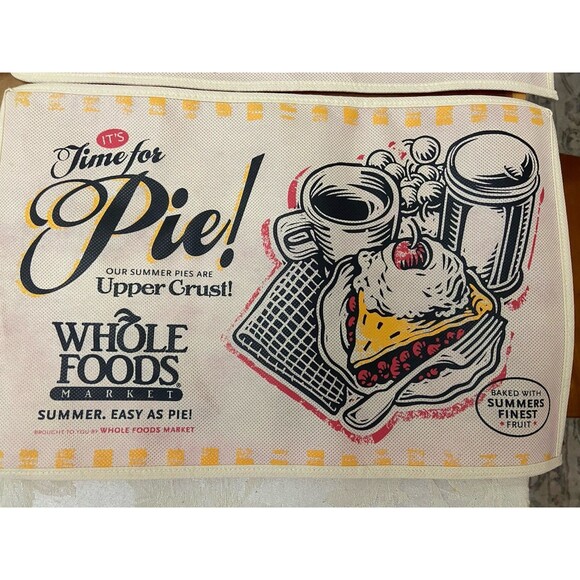 IT'S
Time for
Pie!
OUR SUMMER PIES ARE
Upper Crust!
WHOLE
FOODS
MARKET®
SUMMER. EASY AS PIE!
BROUGHT TO YOU BY WHOLE FOODS MARKET
BAKED WITH
SUMMERS
FINEST
FRUIT